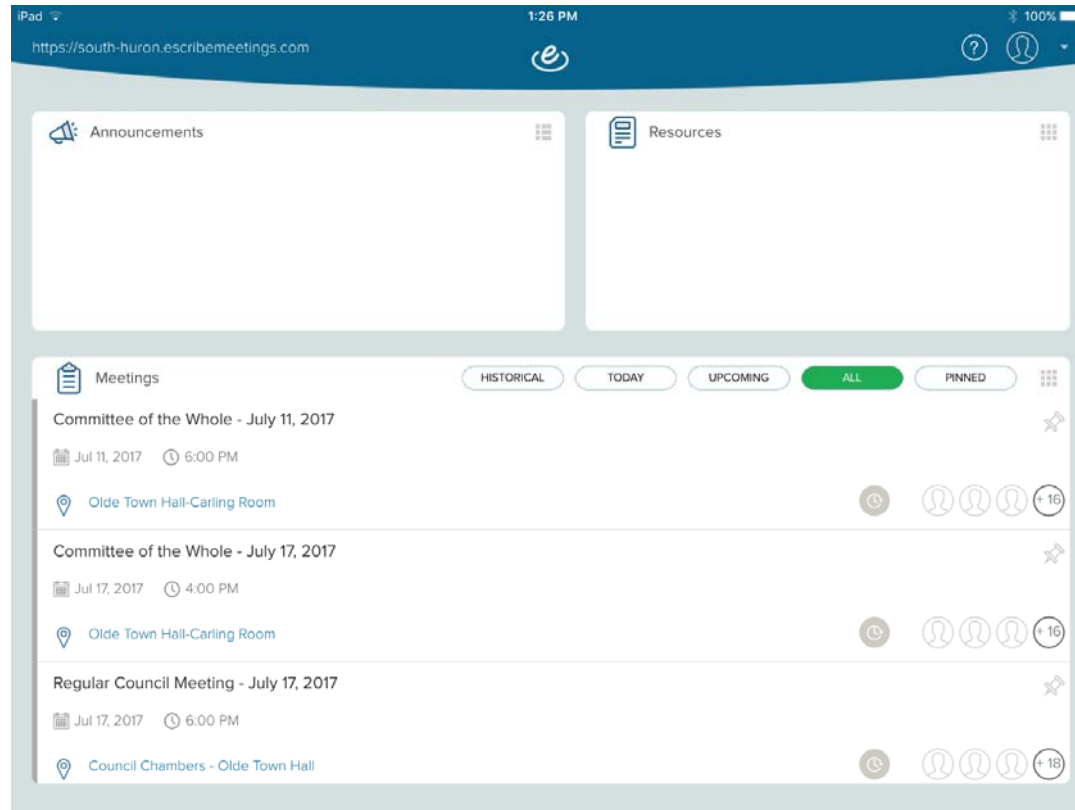 iPad 1:26 PM 100%
https://south-huron.escribemeetings.com e ?
Announcements
Resources
Meetings HISTORICAL TODAY UPCOMING ALL PINNED
Committee of the Whole - July 11, 2017
Jul 11, 2017 6:00 PM
Olde Town Hall-Carling Room + 16
Committee of the Whole - July 17, 2017
Jul 17, 2017 4:00 PM
Olde Town Hall-Carling Room + 16
Regular Council Meeting - July 17, 2017
Jul 17, 2017 6:00 PM
Council Chambers - Olde Town Hall + 18